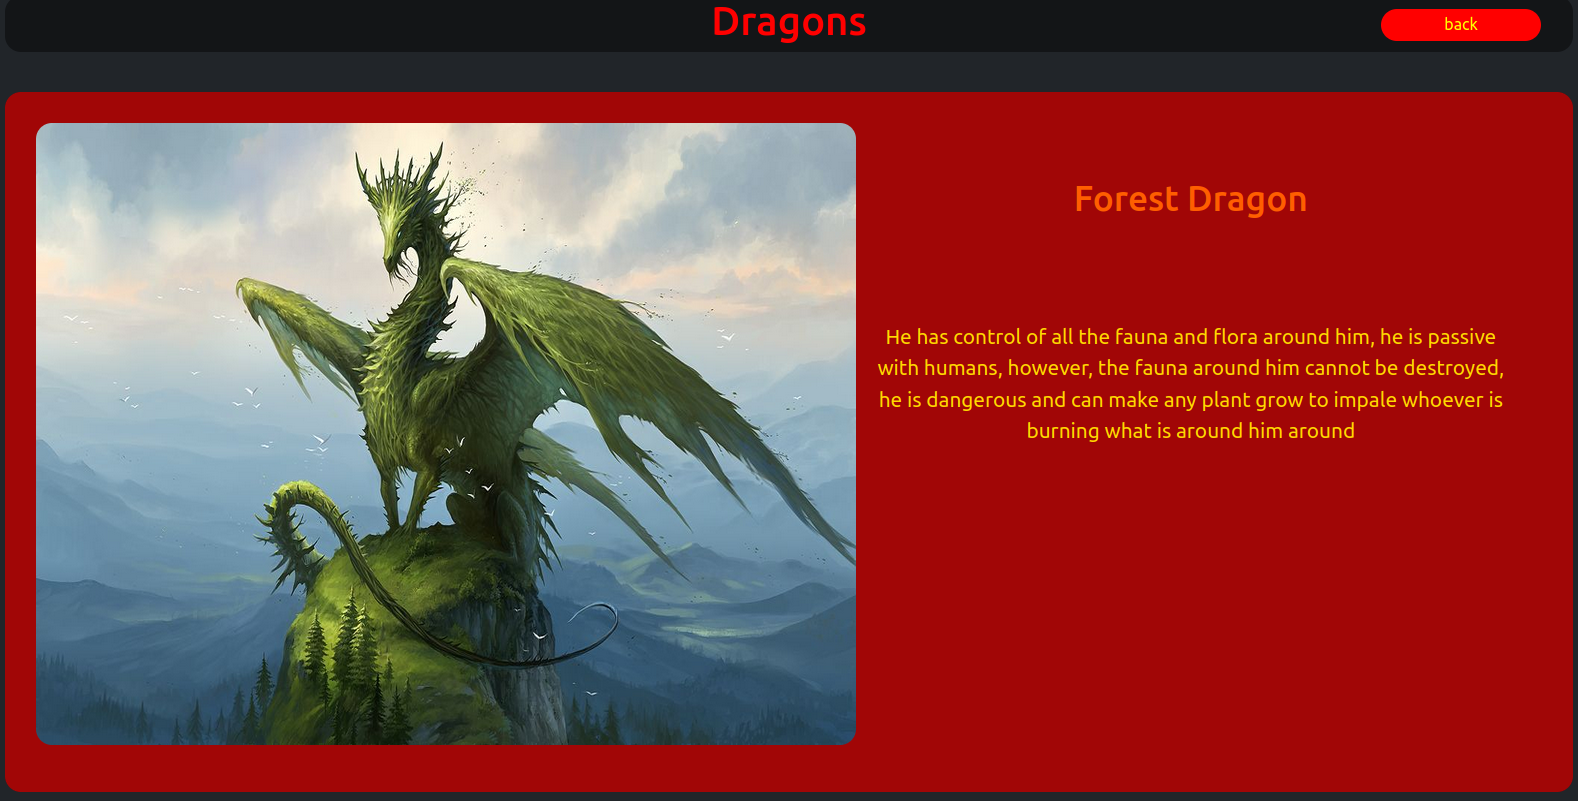 Dragons
back
Forest Dragon
He has control of all the fauna and flora around him, he is passive
with humans, however, the fauna around him cannot be destroyed,
he is dangerous and can make any plant grow to impale whoever is
burning what is around him around